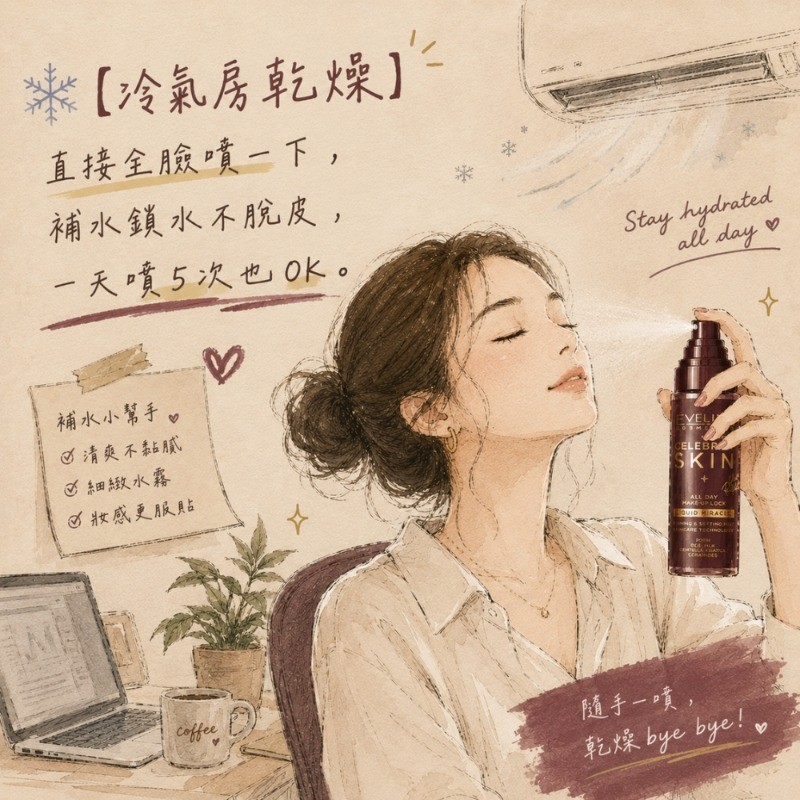 【冷氣房乾燥】
直接全臉噴一下，
補水鎖水不脫皮，
一天噴5次也OK。
Stay hydrated
all day
補水小幫手
清爽不黏膩
細緻水霧
妝感更服貼
EVELIN
CELEBR
SKIN
+
ALL DAY
MAKE-UP LOCK
LIQUID MIRACLE
coffee
隨手一噴，
乾燥 bye bye!